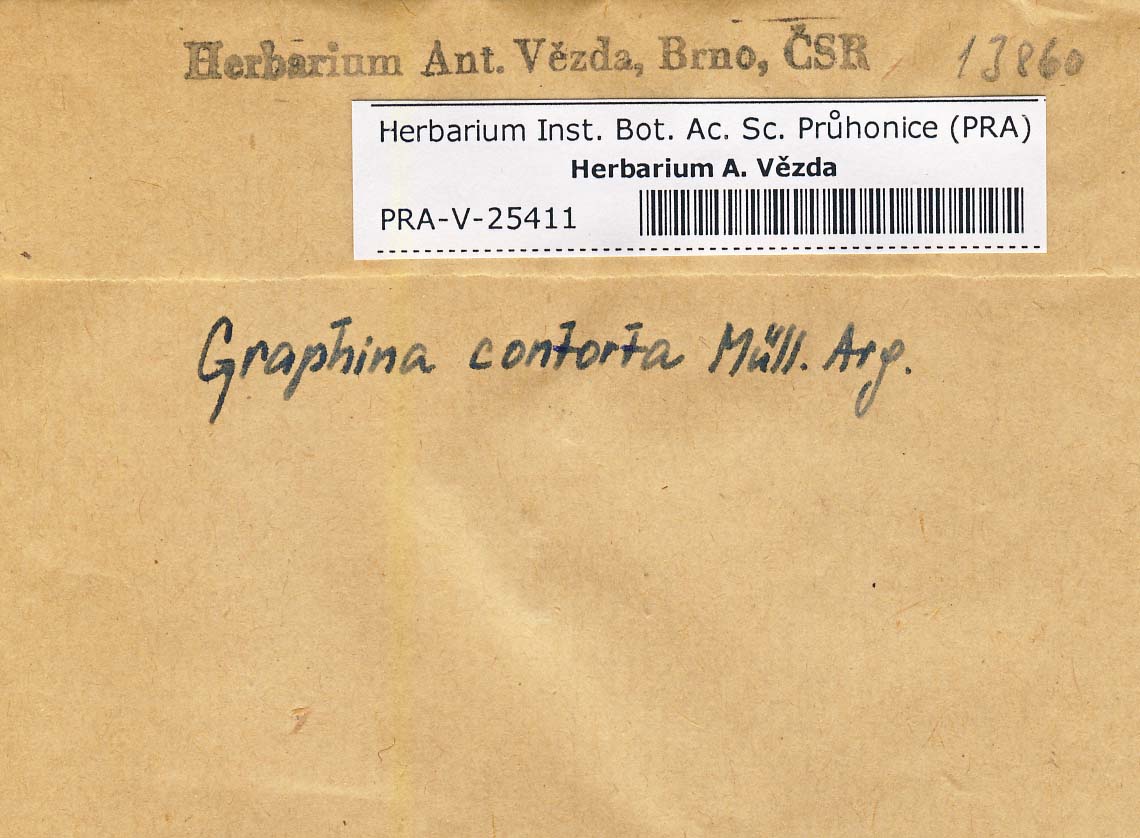 Herbarium Ant. Vězda, Brno, ČSR 13860
Herbarium Inst. Bot. Ac. Sc. Průhonice (PRA)
Herbarium A. Vězda
PRA-V-25411
Graphina contorta Müll. Arg.